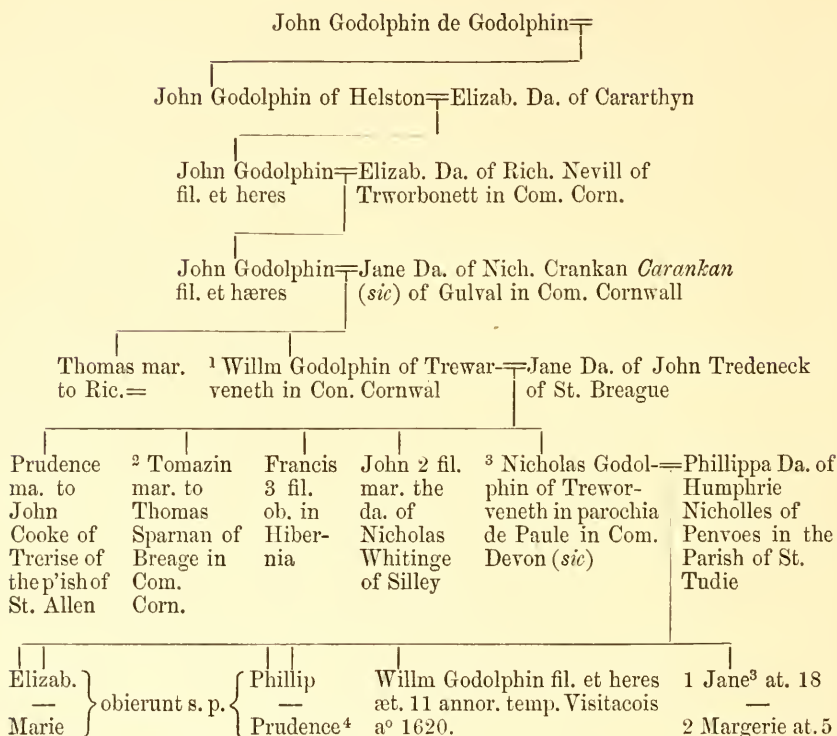 John Godolphin de Godolphin=
John Godolphin of Helston=Elizab. Da. of Cararthyn
John Godolphin=Elizab. Da. of Rich. Nevill of
fil. et heres Trworbonett in Com. Corn.
John Godolphin=Jane Da. of Nich. Crankan Carankan
fil. et hæres (sic) of Gulval in Com. Cornwall
Thomas mar.
to Ric.=
¹ Willm Godolphin of Trewar-=Jane Da. of John Tredeneck
veneth in Con. Cornwal of St. Breague
Prudence
ma. to
John
Cooke of
Trerise of
the p'ish of
St. Allen
² Tomazin
mar. to
Thomas
Sparnan of
Breage in
Com.
Corn.
Francis
3 fil.
ob. in
Hiber-
nia
John 2 fil.
mar. the
da. of
Nicholas
Whitinge
of Silley
³ Nicholas Godol-=
phin of Trewor-
veneth in parochia
de Paule in Com.
Devon (sic)
Phillippa Da. of
Humphrie
Nicholles of
Penvoes in the
Parish of St.
Tudie
Elizab.
—
Marie
obierunt s. p.
Phillip
—
Prudence⁴
Willm Godolphin fil. et heres
æt. 11 annor. temp. Visitacois
aº 1620.
1 Jane³ at. 18
—
2 Margerie at. 5